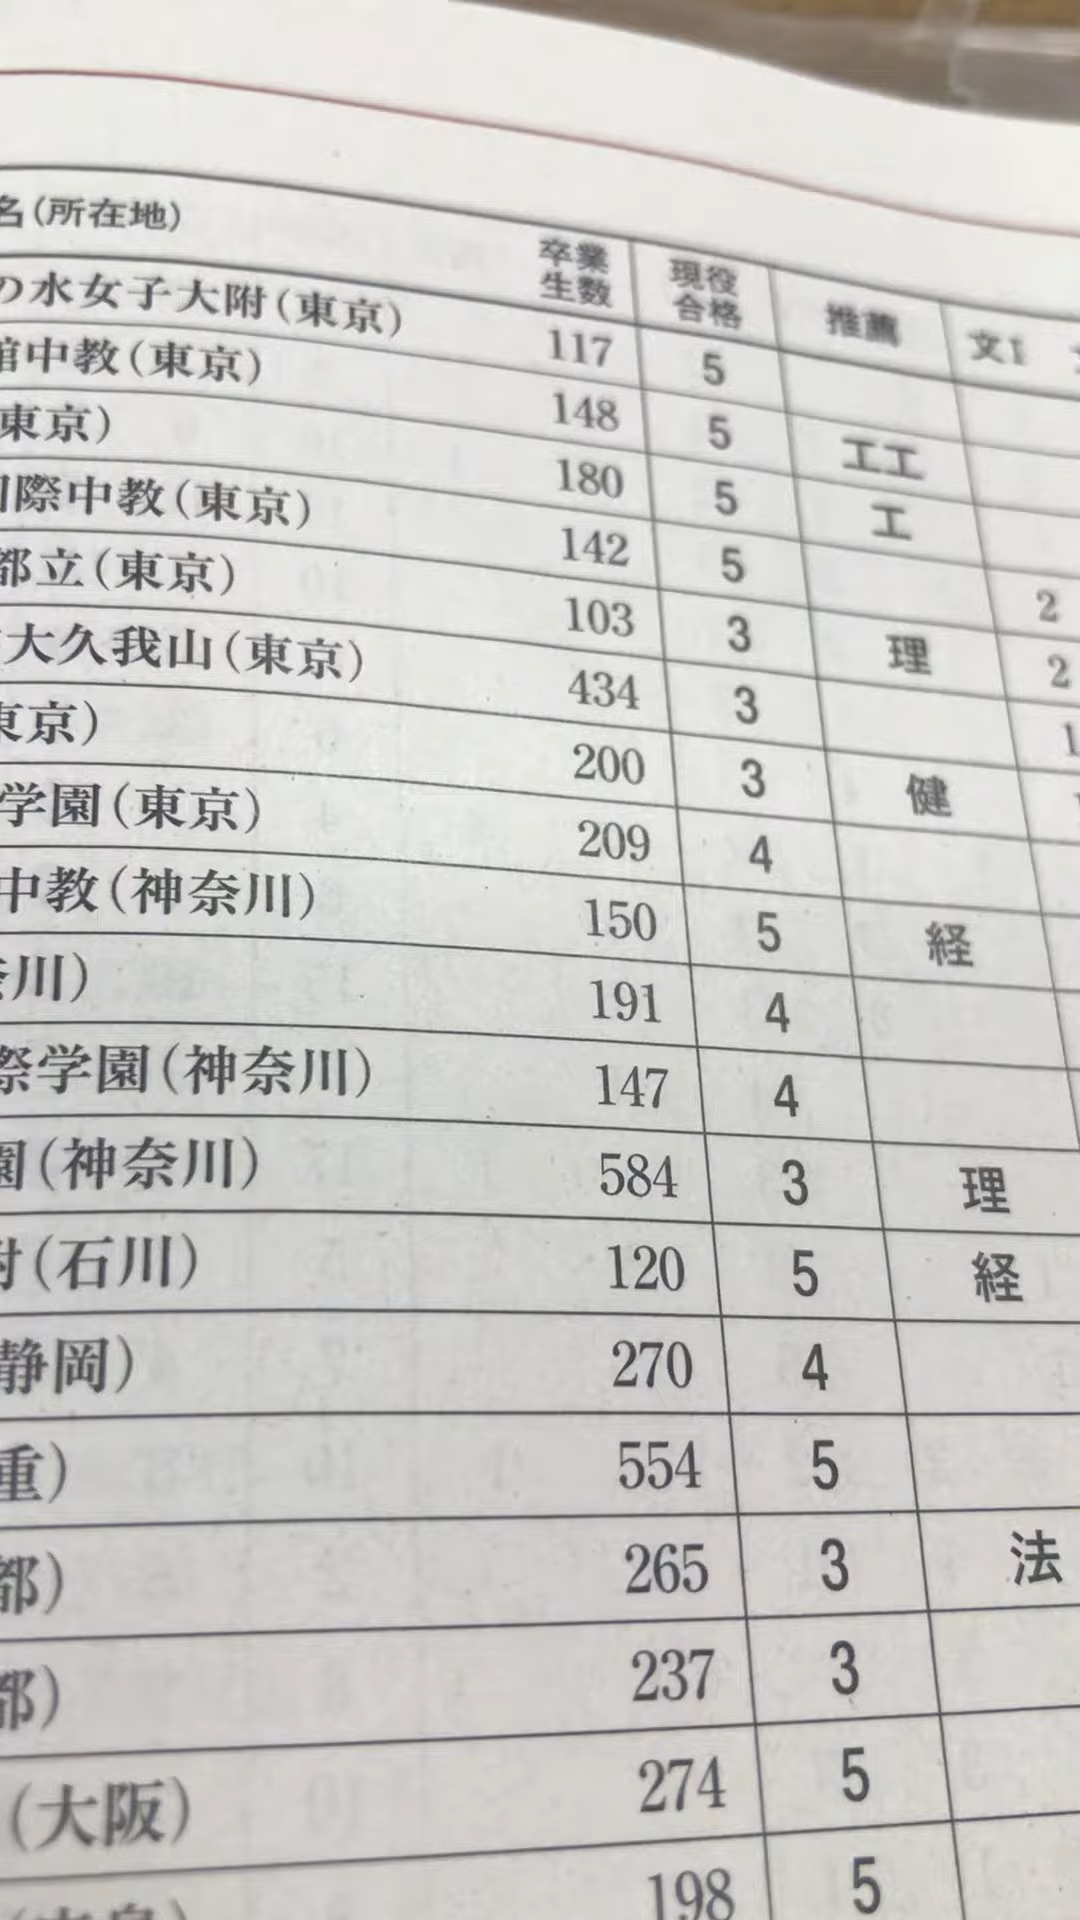 名(所在地) 卒業生数 現役合格 推薦 文1
の水女子大附(東京) 117 5
館中教(東京) 148 5 工工
東京) 180 5 工
際中教(東京) 142 5 2
都立(東京) 103 3 理 2
大久我山(東京) 434 3 1
東京) 200 3 健
学園(東京) 209 4
中教(神奈川) 150 5 経
奈川) 191 4
際学園(神奈川) 147 4
園(神奈川) 584 3 理
附(石川) 120 5 経
静岡) 270 4
重) 554 5
都) 265 3 法
都) 237 3
(大阪) 274 5
198 5